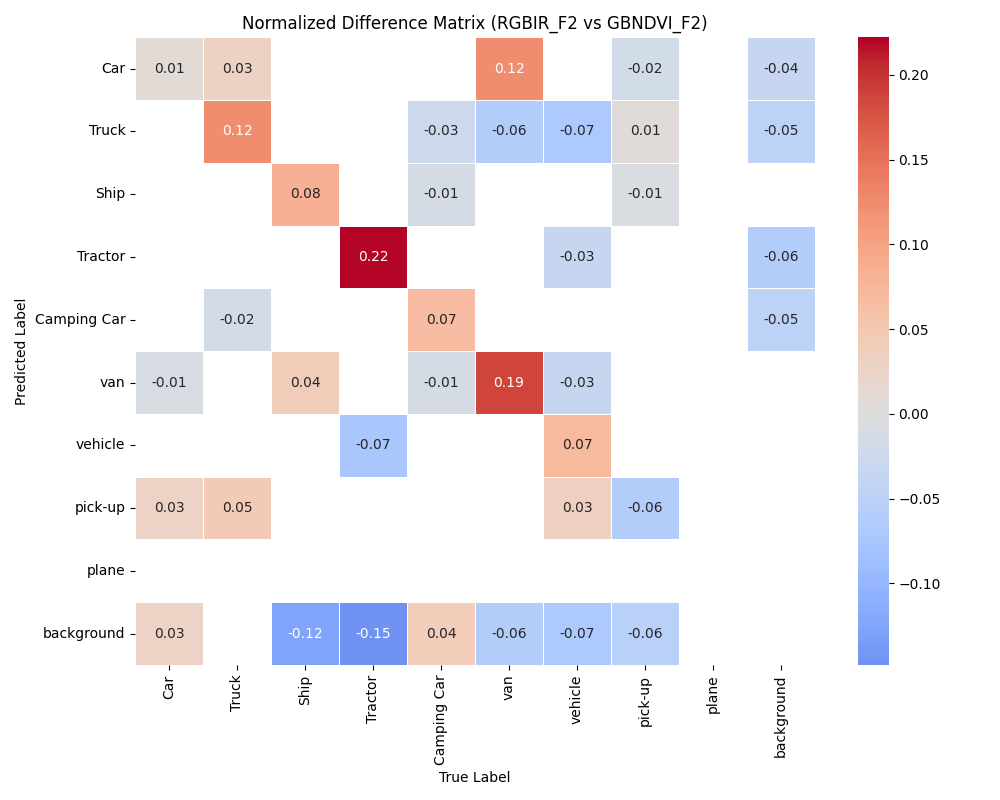 Normalized Difference Matrix (RGBIR_F2 vs GBNDVI_F2)
Car 0.01 0.03 0.12 -0.02 -0.04
Truck 0.12 -0.03 -0.06 -0.07 0.01 -0.05
Ship 0.08 -0.01 -0.01
Tractor 0.22 -0.03 -0.06
Camping Car -0.02 0.07 -0.05
van -0.01 0.04 -0.01 0.19 -0.03
vehicle -0.07 0.07
pick-up 0.03 0.05 0.03 -0.06
plane
background 0.03 -0.12 -0.15 0.04 -0.06 -0.07 -0.06
Predicted Label
Car Truck Ship Tractor Camping Car van vehicle pick-up plane background
True Label
0.20
0.15
0.10
0.05
0.00
−0.05
−0.10